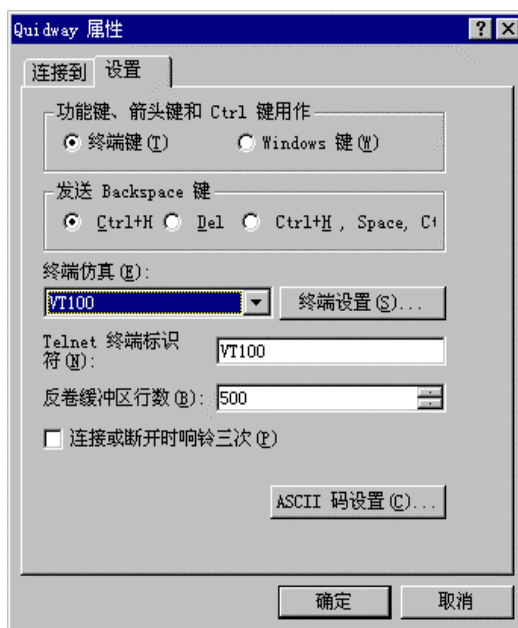 Quidway 属性
连接到 设置
功能键、箭头键和 Ctrl 键用作
终端键(T) Windows 键(W)
发送 Backspace 键
Ctrl+H Del Ctrl+H , Space, Ct
终端仿真(E):
VT100 终端设置(S)...
Telnet 终端标识
符(N): VT100
反卷缓冲区行数(B): 500
连接或断开时响铃三次(P)
ASCII 码设置(C)...
确定 取消